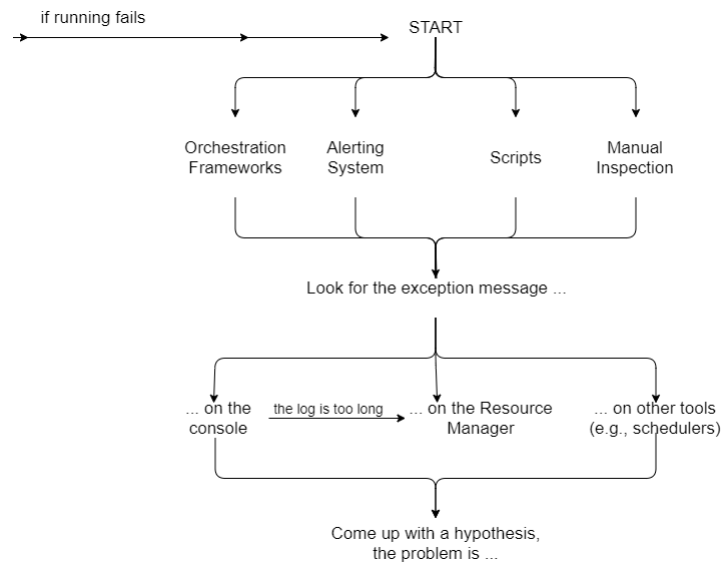 if running fails
START
Orchestration
Frameworks
Alerting
System
Scripts
Manual
Inspection
Look for the exception message ...
... on the
console
the log is too long
... on the Resource
Manager
... on other tools
(e.g., schedulers)
Come up with a hypothesis,
the problem is ...